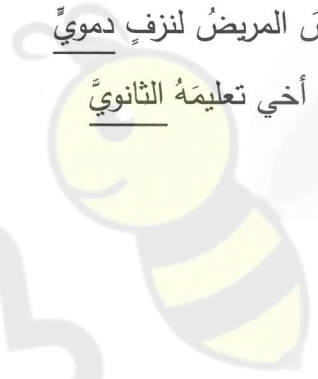 المريضُ لنزفٍ دمويٍّ
أخي تعليمَهُ الثانويَّ